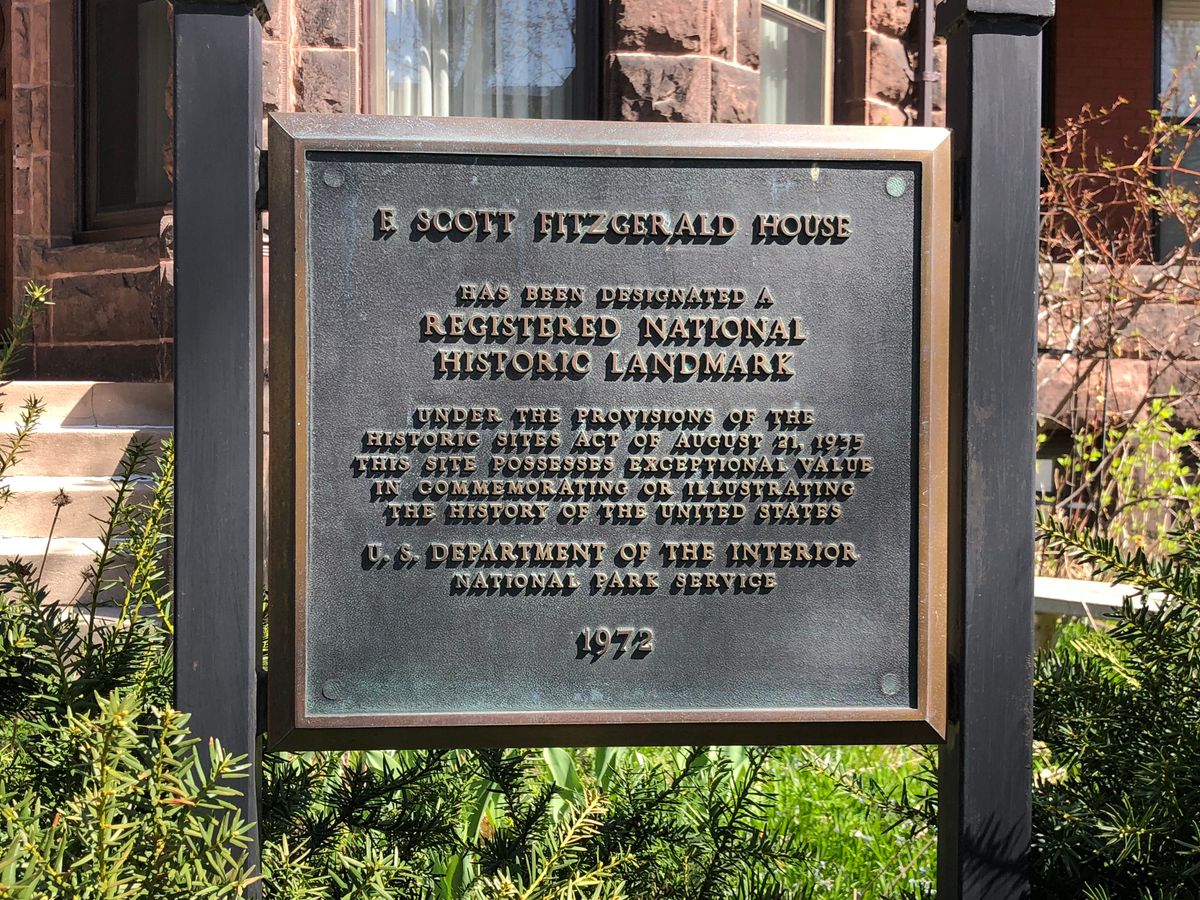 F. SCOTT FITZGERALD HOUSE
HAS BEEN DESIGNATED A
REGISTERED NATIONAL
HISTORIC LANDMARK
UNDER THE PROVISIONS OF THE
HISTORIC SITES ACT OF AUGUST 21, 1935
THIS SITE POSSESSES EXCEPTIONAL VALUE
IN COMMEMORATING OR ILLUSTRATING
THE HISTORY OF THE UNITED STATES
U. S. DEPARTMENT OF THE INTERIOR
NATIONAL PARK SERVICE
1972